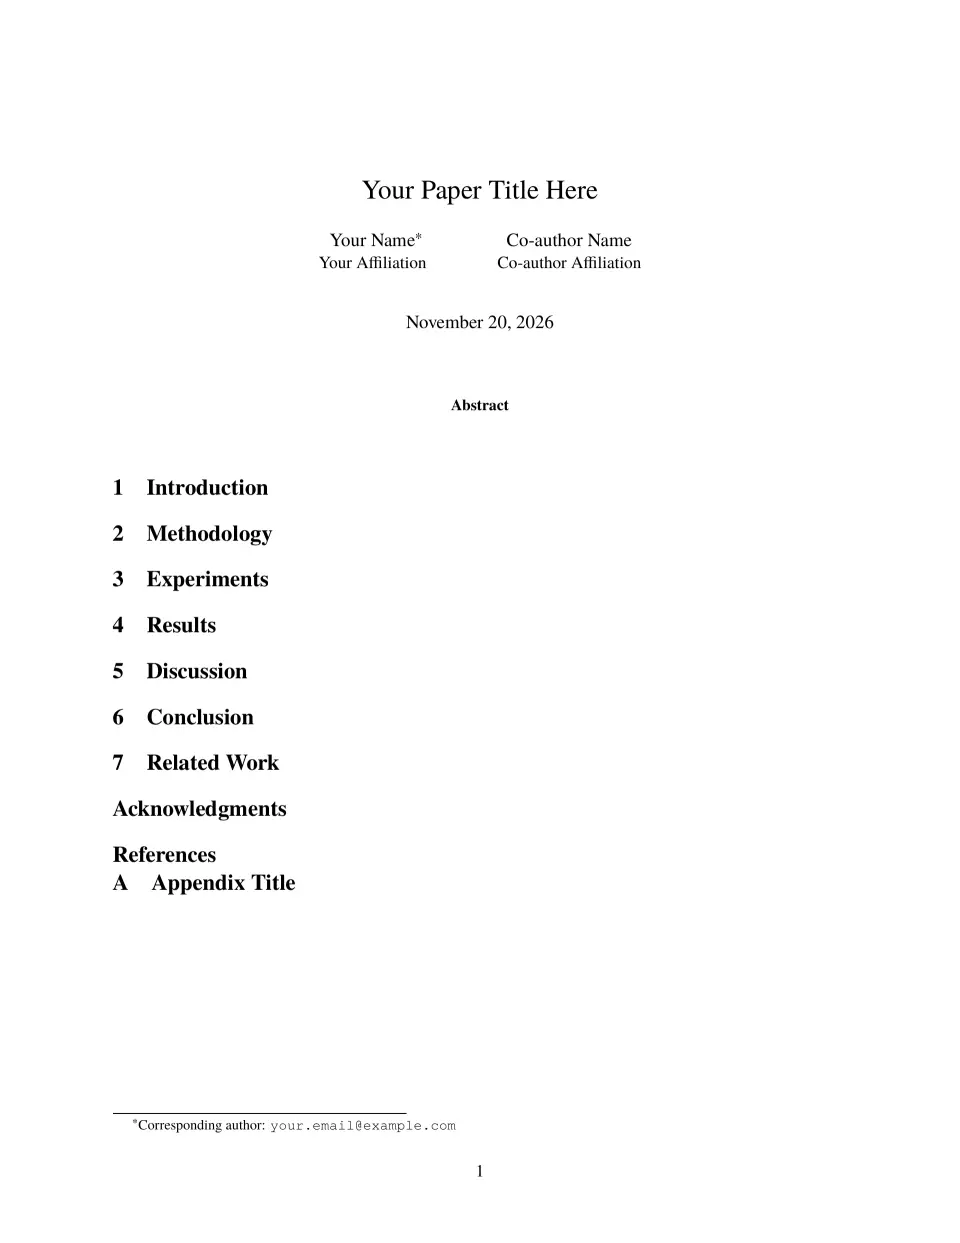 Your Paper Title Here
Your Name* Co-author Name
Your Affiliation Co-author Affiliation
November 20, 2026
Abstract
1 Introduction
2 Methodology
3 Experiments
4 Results
5 Discussion
6 Conclusion
7 Related Work
Acknowledgments
References
A Appendix Title
*Corresponding author: your.email@example.com
1